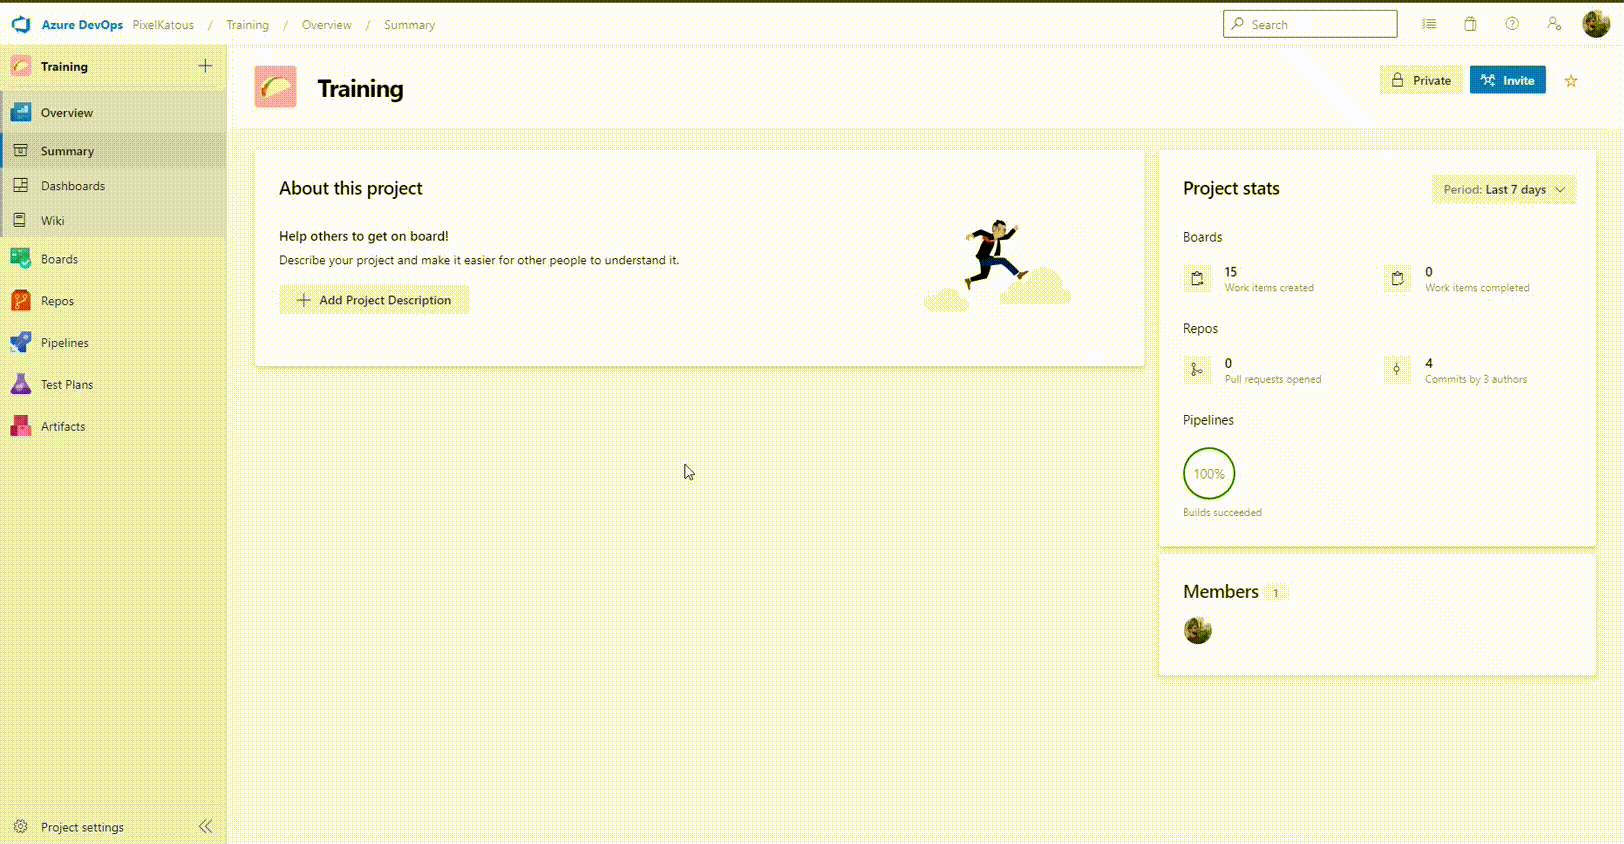 Azure DevOps PixelKatous / Training / Overview / Summary
Search
Training
Overview
Summary
Dashboards
Wiki
Boards
Repos
Pipelines
Test Plans
Artifacts
Project settings
Training
Private
Invite
About this project
Help others to get on board!
Describe your project and make it easier for other people to understand it.
Add Project Description
Project stats
Period: Last 7 days
Boards
15
Work items created
0
Work items completed
Repos
0
Pull requests opened
4
Commits by 3 authors
Pipelines
100%
Builds succeeded
Members 1